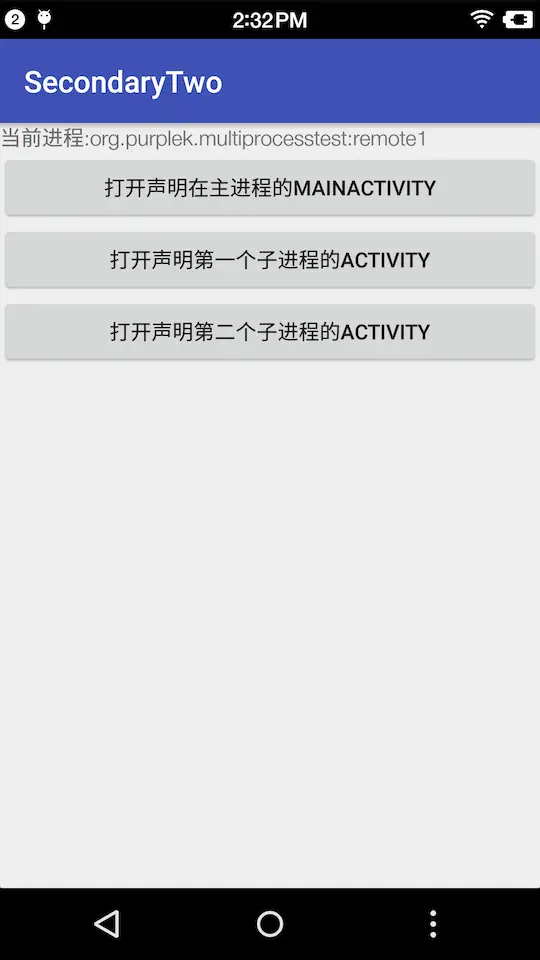 2
2:32PM
SecondaryTwo
当前进程:org.purplek.multiprocesstest:remote1
打开声明在主进程的MAINACTIVITY
打开声明第一个子进程的ACTIVITY
打开声明第二个子进程的ACTIVITY